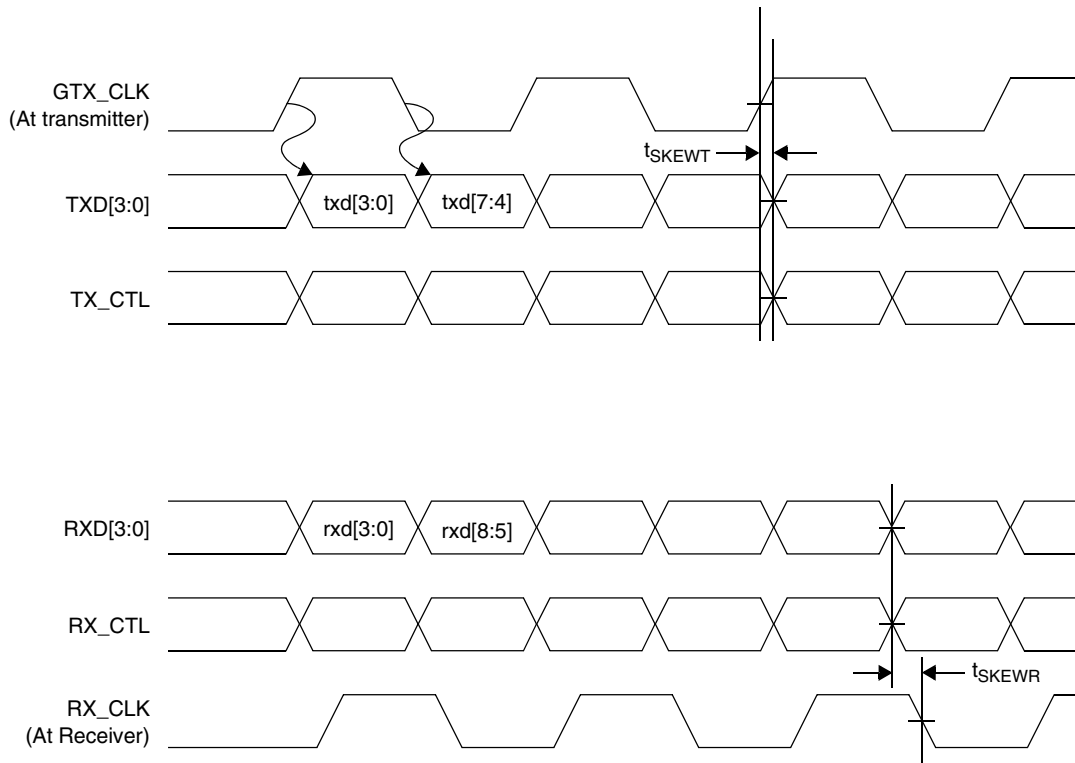 GTX_CLK
(At transmitter)
tSKEWT
TXD[3:0]
txd[3:0]
txd[7:4]
TX_CTL
RXD[3:0]
rxd[3:0]
rxd[8:5]
RX_CTL
tSKEWR
RX_CLK
(At Receiver)